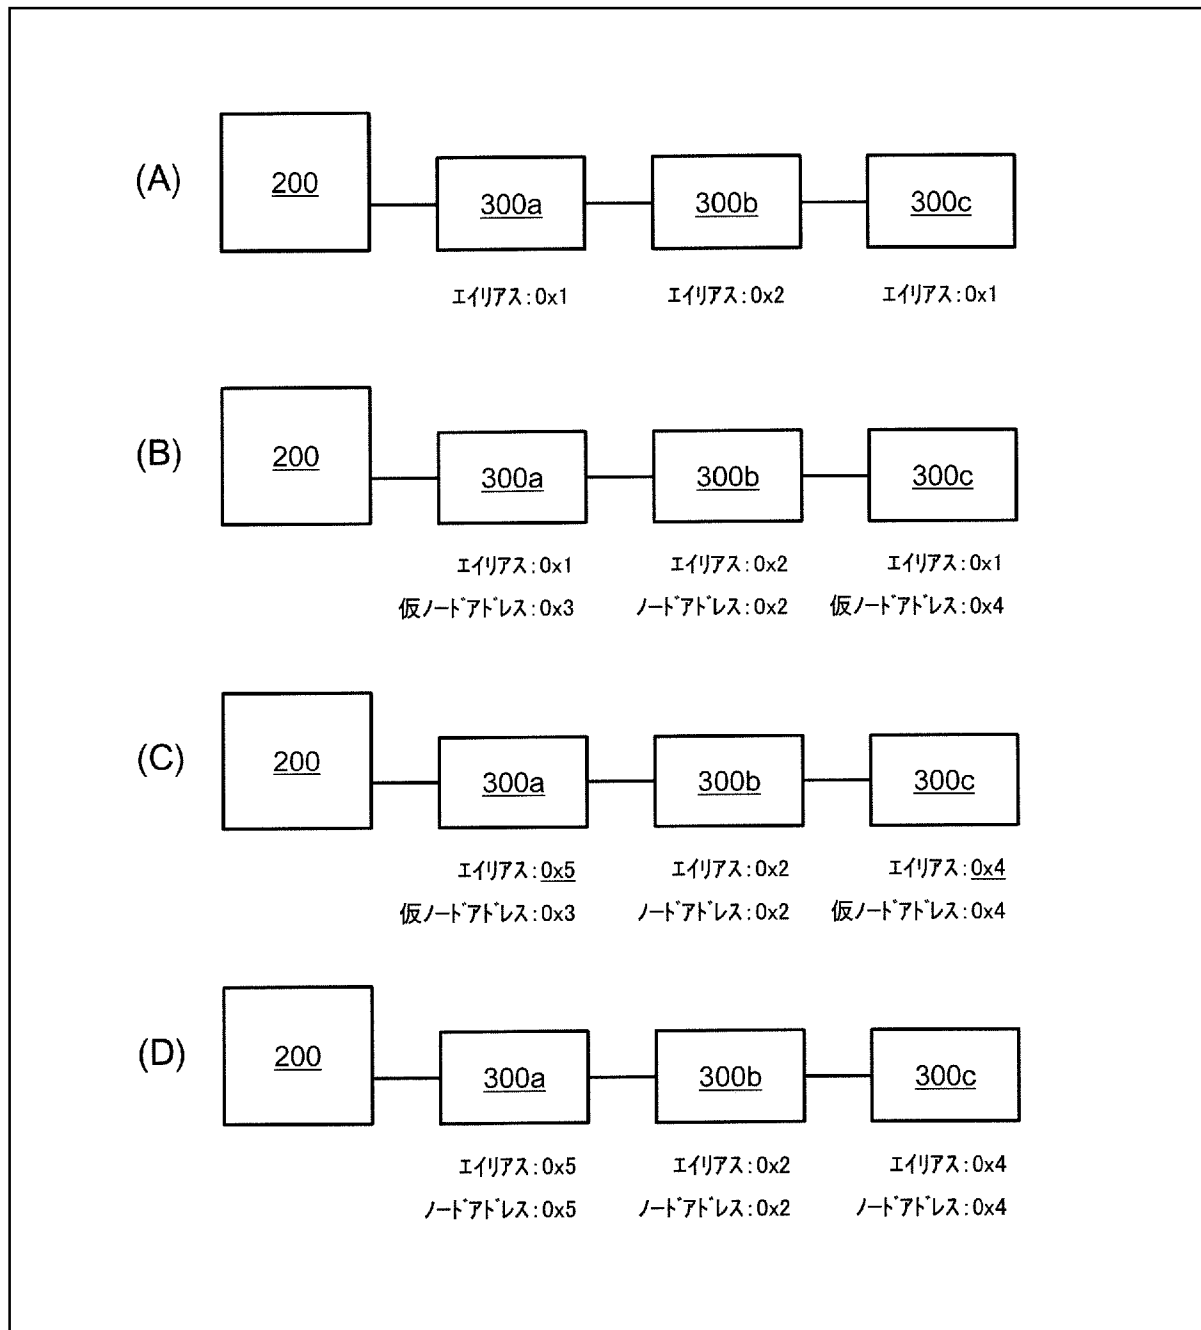 (A)
200
300a
300b
300c
エイリアス:0x1
エイリアス:0x2
エイリアス:0x1
(B)
200
300a
300b
300c
エイリアス:0x1
エイリアス:0x2
エイリアス:0x1
仮ノードアドレス:0x3
ノードアドレス:0x2
仮ノードアドレス:0x4
(C)
200
300a
300b
300c
エイリアス:0x5
エイリアス:0x2
エイリアス:0x4
仮ノードアドレス:0x3
ノードアドレス:0x2
仮ノードアドレス:0x4
(D)
200
300a
300b
300c
エイリアス:0x5
エイリアス:0x2
エイリアス:0x4
ノードアドレス:0x5
ノードアドレス:0x2
ノードアドレス:0x4